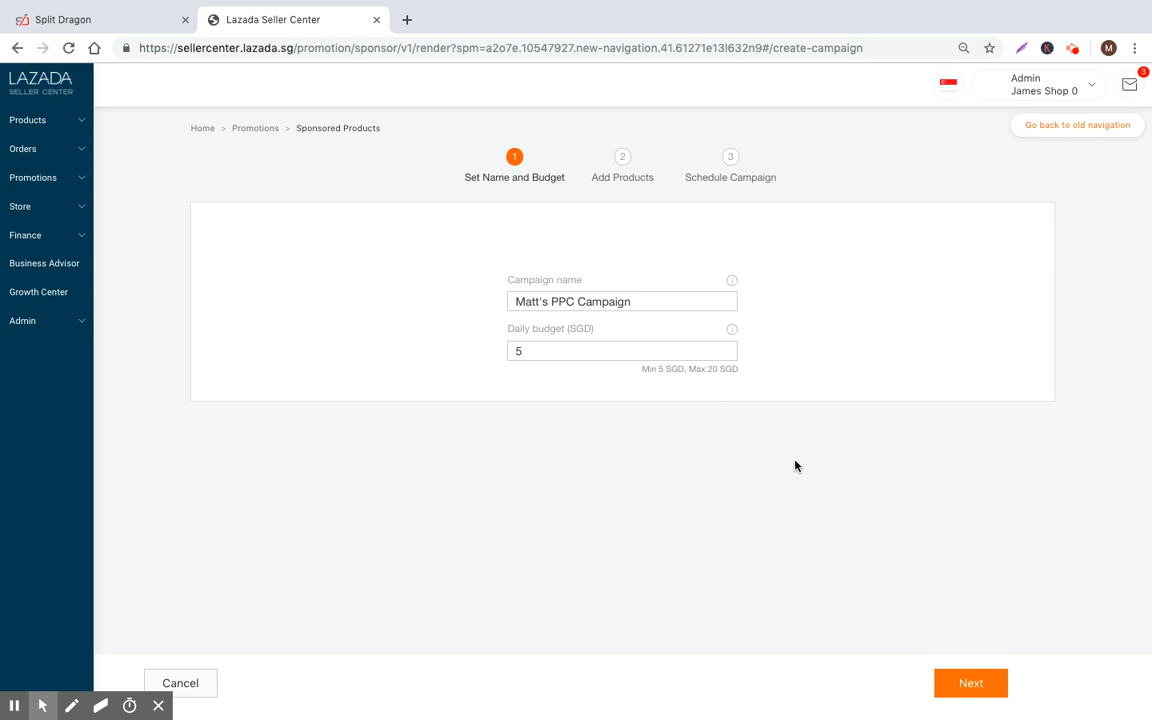 Split Dragon
Lazada Seller Center
https://sellercenter.lazada.sg/promotion/sponsor/v1/render?spm=a2o7e.10547927.new-navigation.41.61271e13l632n9#/create-campaign
K
M
LAZADA
SELLER CENTER
Admin
James Shop 0
3
Go back to old navigation
Products
Orders
Promotions
Store
Finance
Business Advisor
Growth Center
Admin
Home > Promotions > Sponsored Products
1
2
3
Set Name and Budget
Add Products
Schedule Campaign
Campaign name
Matt's PPC Campaign
Daily budget (SGD)
5
Min 5 SGD, Max 20 SGD
Cancel
Next